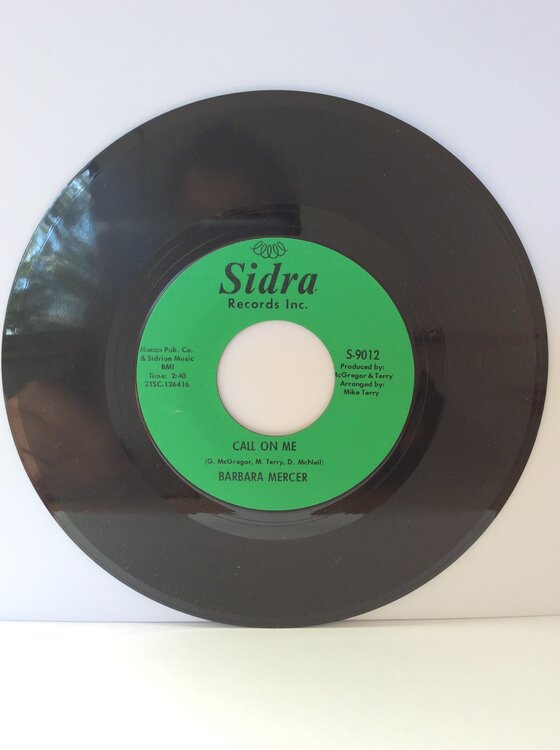 Sidra
Records Inc.
Macon Pub. Co.
& Sidrian Music
BMI
Time: 2:40
2TSC-126416
S-9012
Produced by:
McGregor & Terry
Arranged by:
Mike Terry
CALL ON ME
(G. McGregor, M. Terry, D. McNeil)
BARBARA MERCER